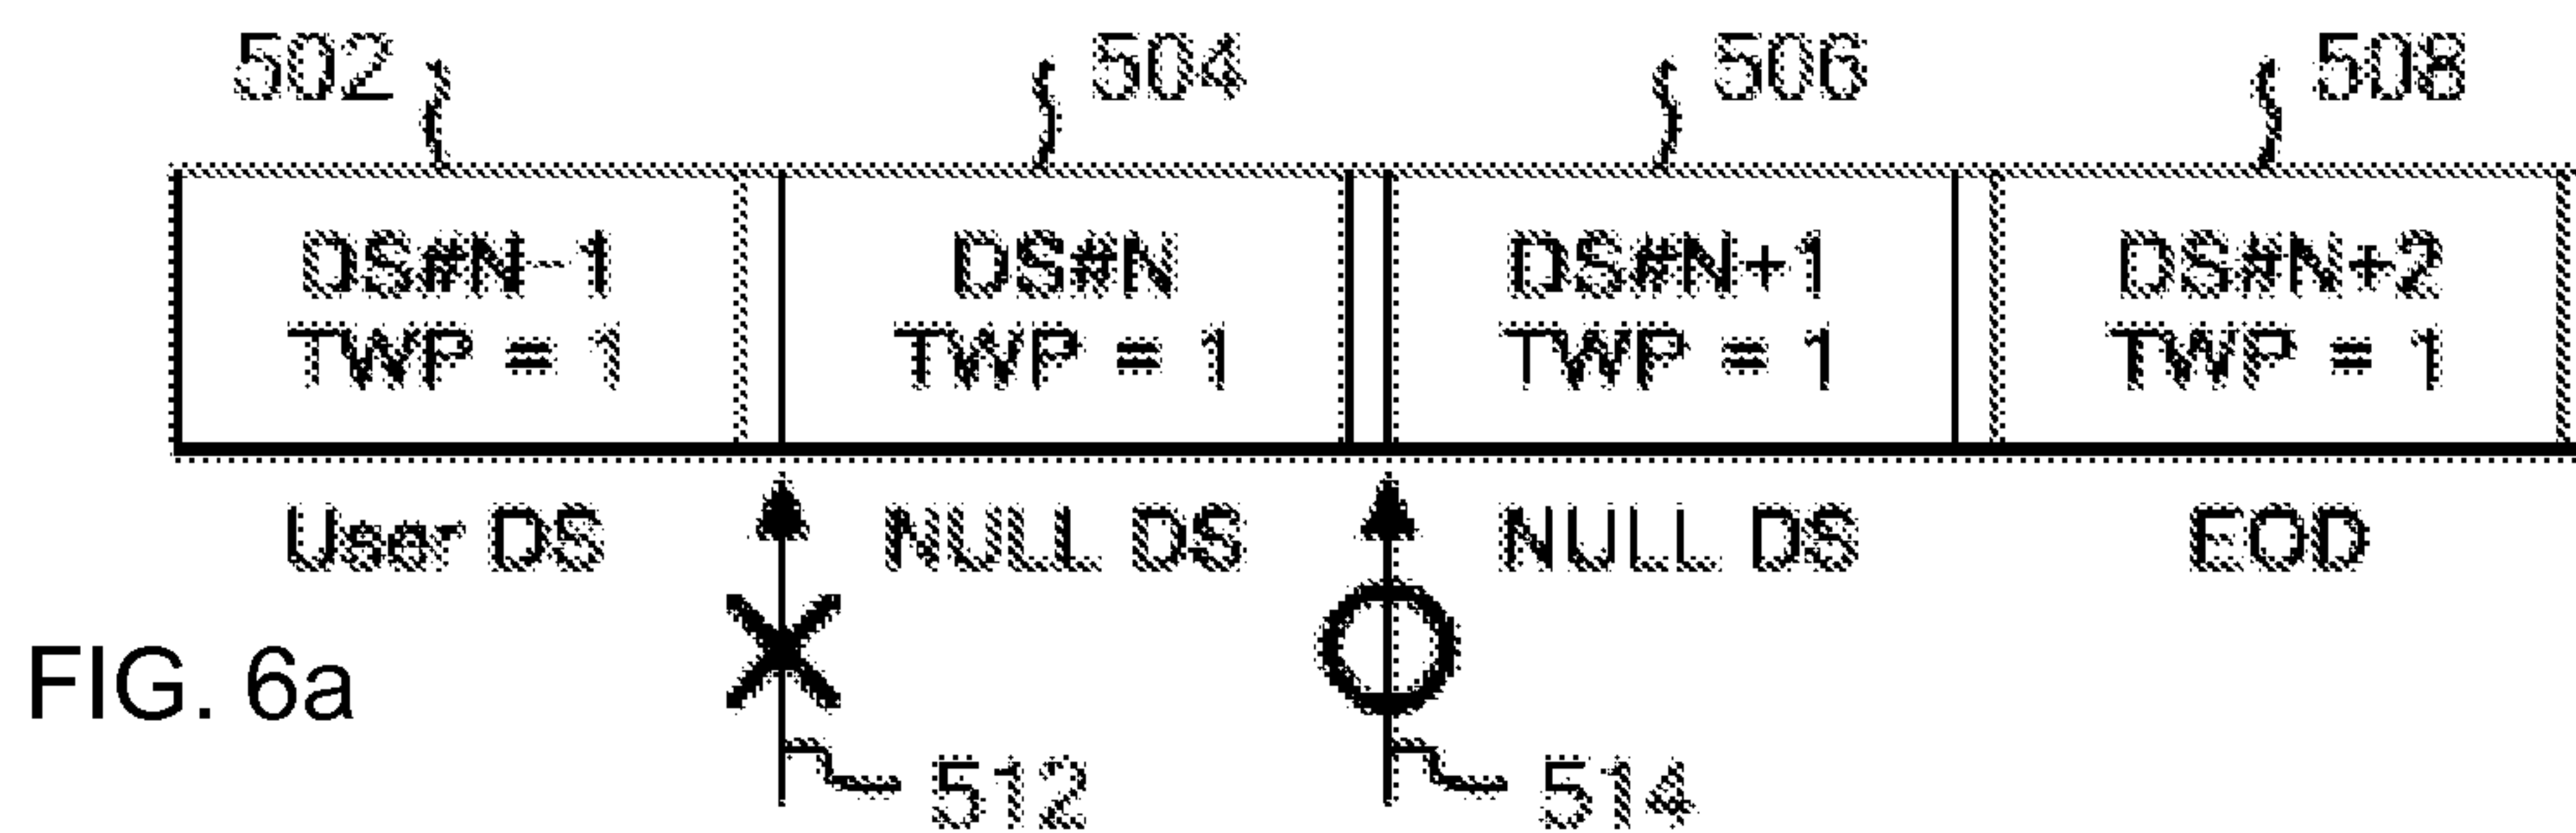 502 504 506 508
DS#N-1 DS#N DS#N+1 DS#N+2
TWP = 1 TWP = 1 TWP = 1 TWP = 1
User DS NULL DS NULL DS EOD
FIG. 6a
512 514